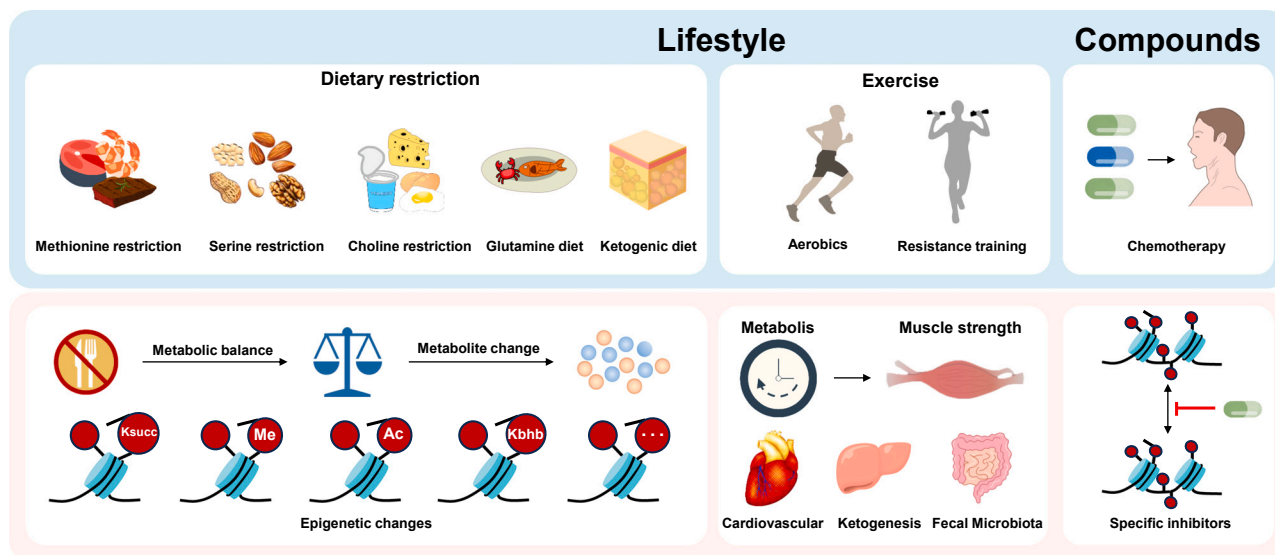 Lifestyle
Compounds
Dietary restriction
Methionine restriction
Serine restriction
Choline restriction
Glutamine diet
Ketogenic diet
Exercise
Aerobics
Resistance training
Chemotherapy
Metabolic balance
Metabolite change
Ksucc
Me
Ac
Kbhb
...
Epigenetic changes
Metabolis
Muscle strength
Cardiovascular
Ketogenesis
Fecal Microbiota
Specific inhibitors